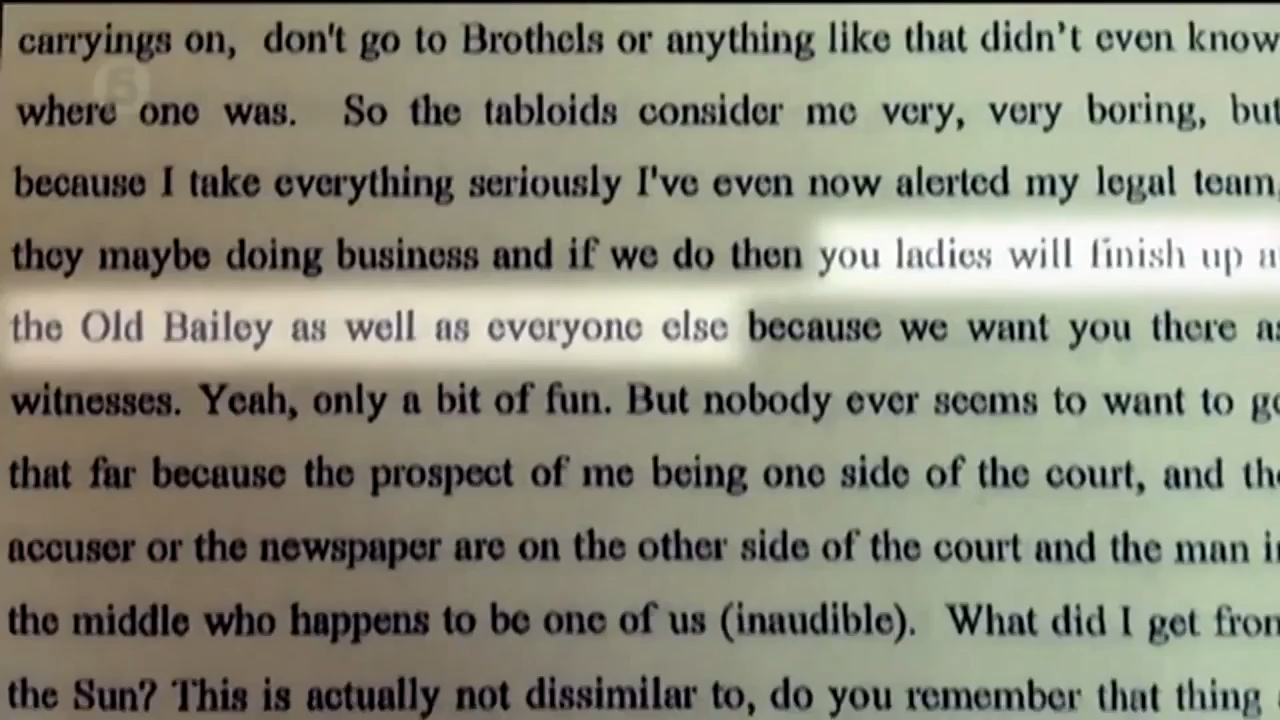 carryings on, don't go to Brothels or anything like that didn't even know
where one was. So the tabloids consider me very, very boring, but
because I take everything seriously I've even now alerted my legal team,
they maybe doing business and if we do then you ladies will finish up a
the Old Bailey as well as everyone else because we want you there as
witnesses. Yeah, only a bit of fun. But nobody ever seems to want to go
that far because the prospect of me being one side of the court, and the
accuser or the newspaper are on the other side of the court and the man in
the middle who happens to be one of us (inaudible). What did I get from
the Sun? This is actually not dissimilar to, do you remember that thing
5